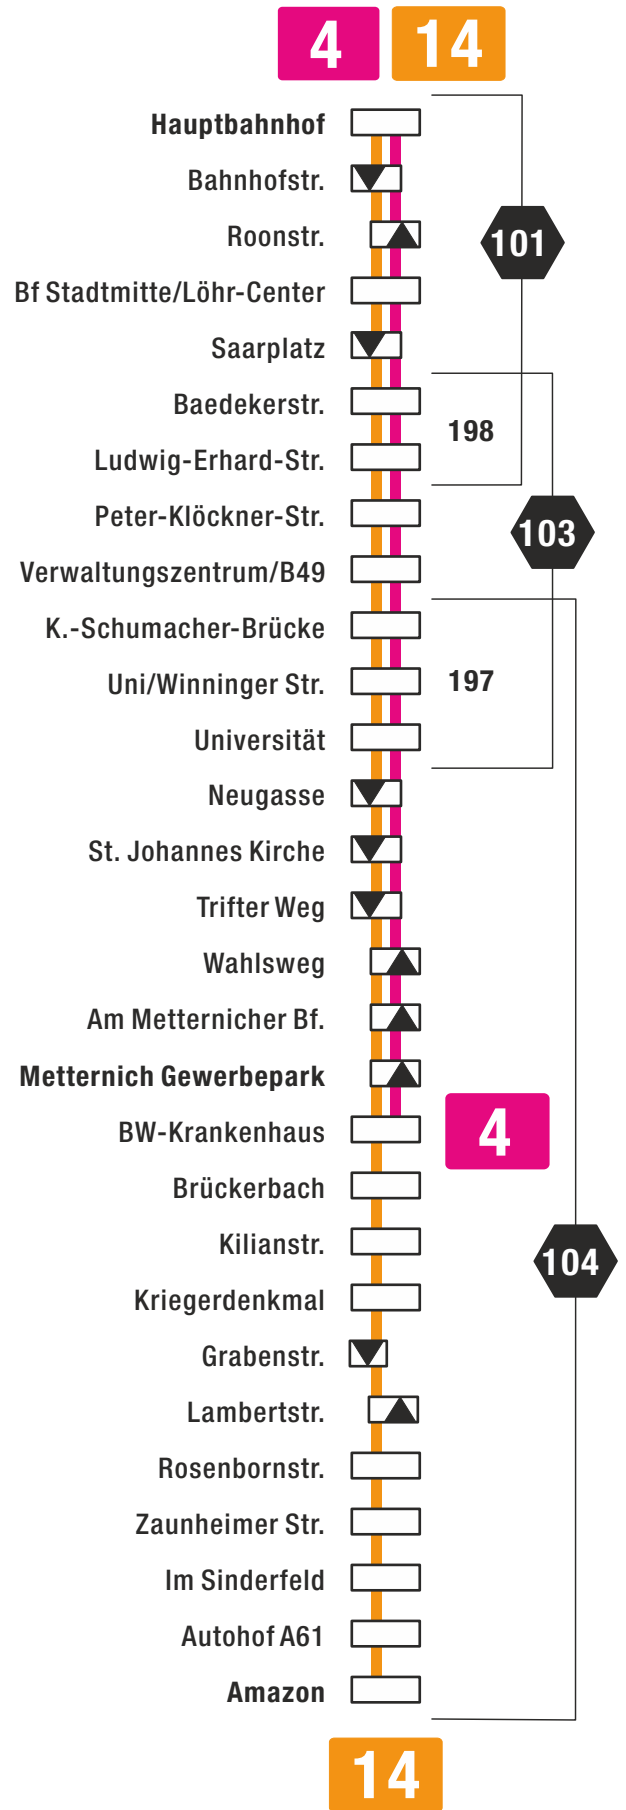 4 14
Hauptbahnhof
Bahnhofstr.
Roonstr.
101
Bf Stadtmitte/Löhr-Center
Saarplatz
Baedekerstr.
198
Ludwig-Erhard-Str.
Peter-Klöckner-Str.
103
Verwaltungszentrum/B49
K.-Schumacher-Brücke
Uni/Winninger Str.
197
Universität
Neugasse
St. Johannes Kirche
Trifter Weg
Wahlsweg
Am Metternicher Bf.
Metternich Gewerbepark
BW-Krankenhaus
4
Brückerbach
Kilianstr.
104
Kriegerdenkmal
Grabenstr.
Lambertstr.
Rosenbornstr.
Zaunheimer Str.
Im Sinderfeld
Autohof A61
Amazon
14